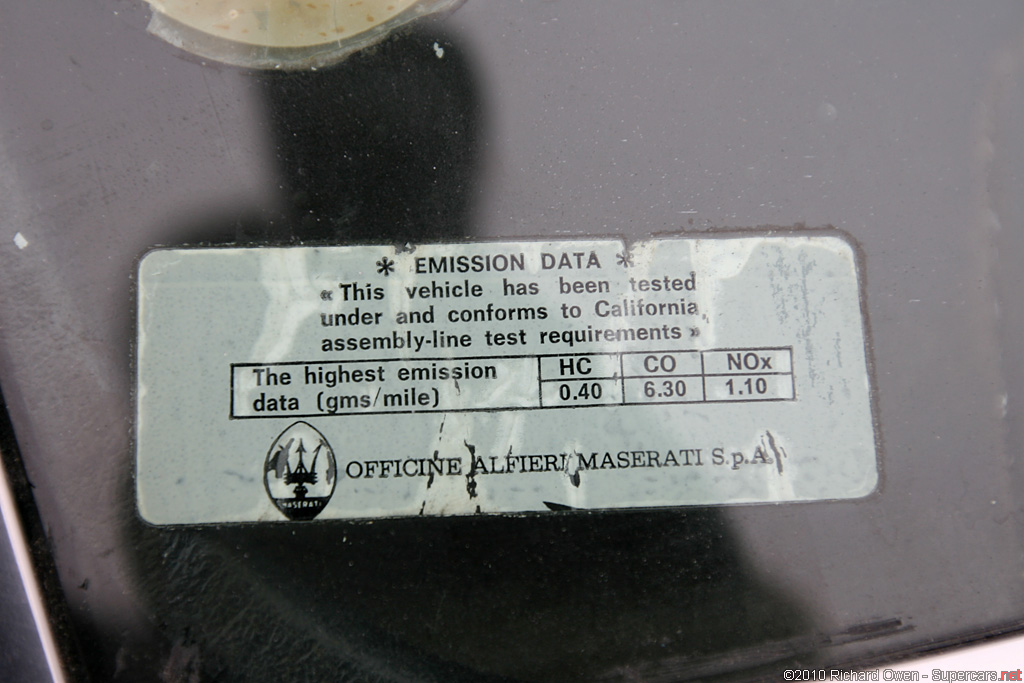 * EMISSION DATA *
« This vehicle has been tested
under and conforms to California,
assembly-line test requirements »
The highest emission
data (gms/mile)
HC CO NOx
0.40 6.30 1.10
OFFICINE ALFIERI MASERATI S.p.A.
MASERATI
©2010 Richard Owen - Supercars.net